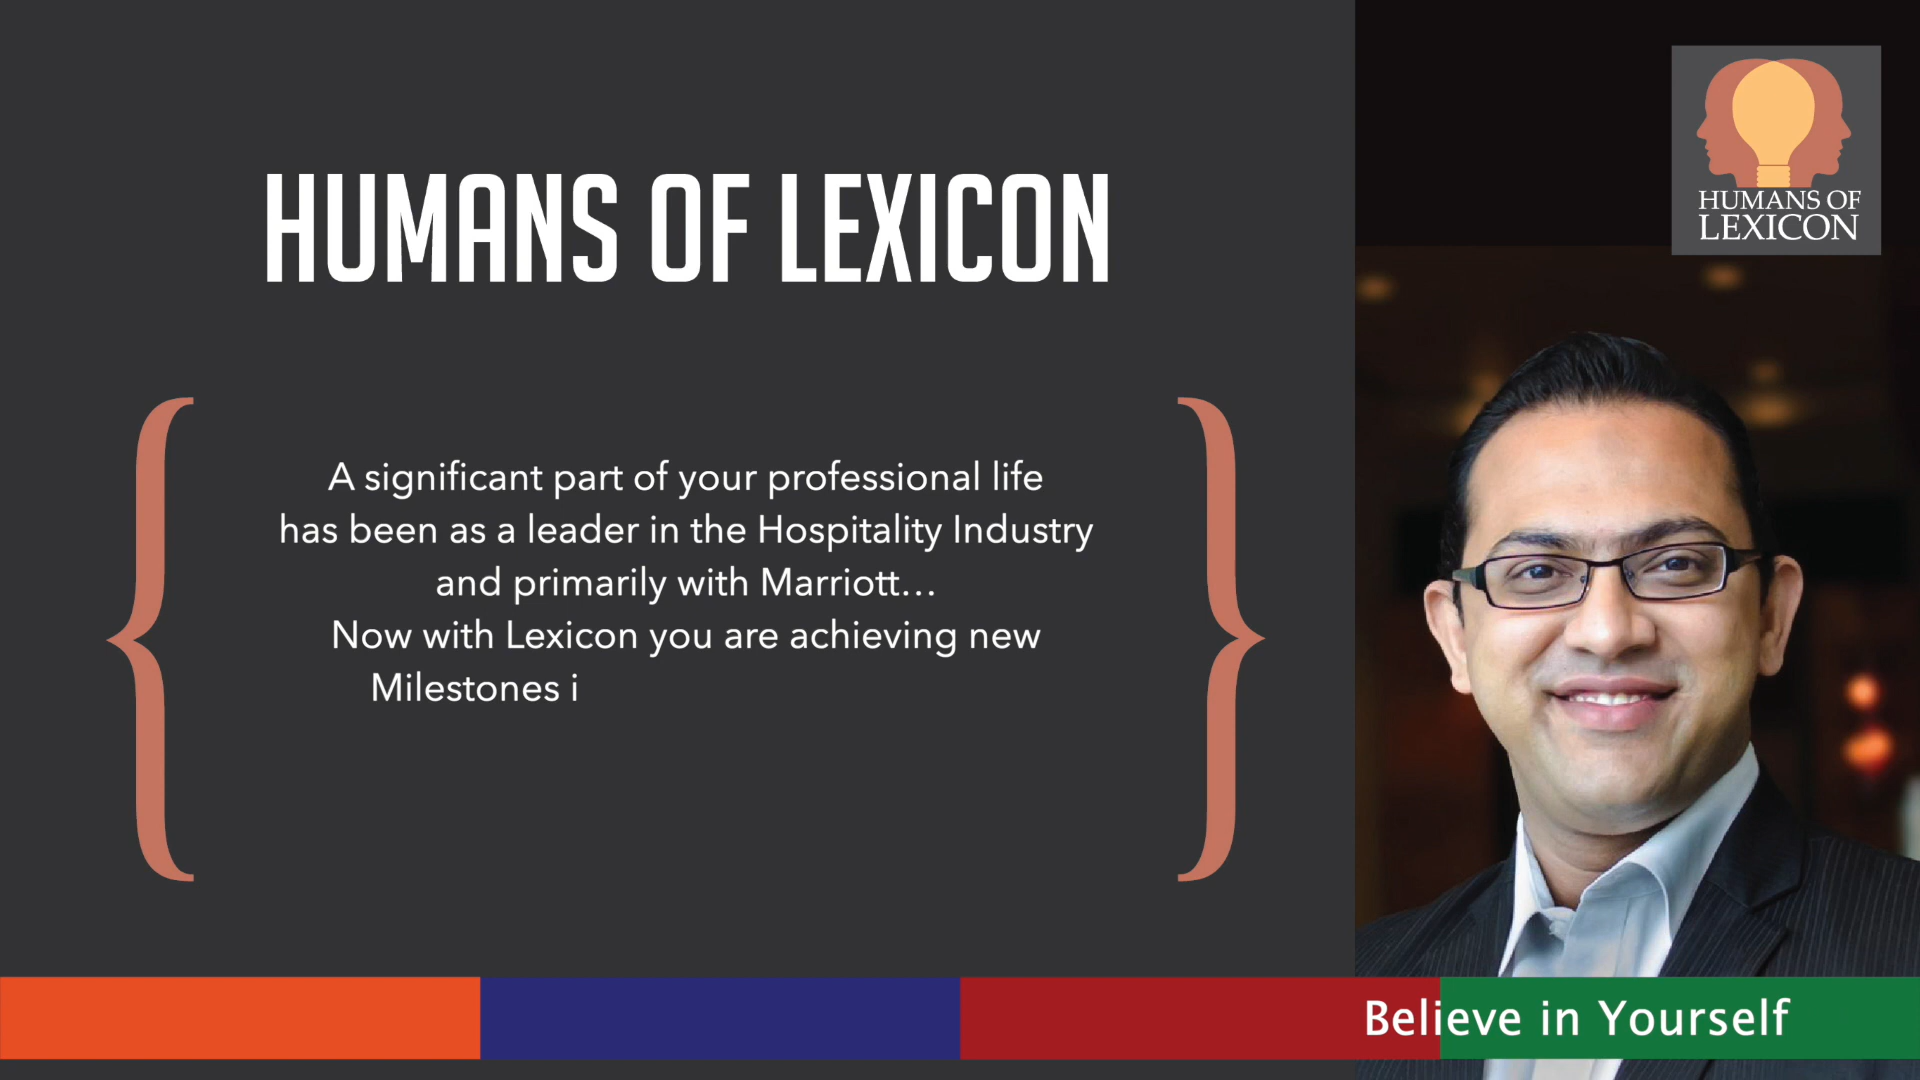 HUMANS OF LEXICON
A significant part of your professional life
has been as a leader in the Hospitality Industry
and primarily with Marriott...
Now with Lexicon you are achieving new
Milestones i
HUMANS OF
LEXICON
Believe in Yourself